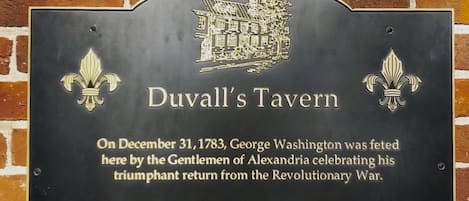 Duvall's Tavern
On December 31, 1783, George Washington was feted
here by the Gentlemen of Alexandria celebrating his
triumphant return from the Revolutionary War.